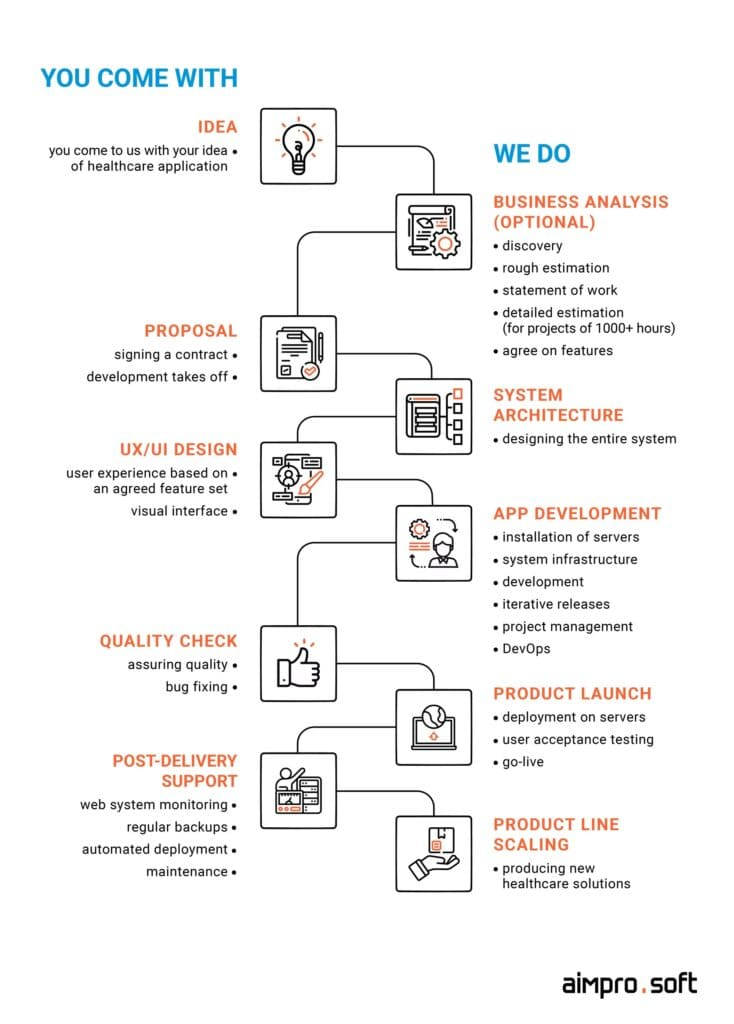 YOU COME WITH
IDEA
you come to us with your idea •
of healthcare application
WE DO
BUSINESS ANALYSIS
(OPTIONAL)
• discovery
• rough estimation
• statement of work
• detailed estimation
(for projects of 1000+ hours)
• agree on features
PROPOSAL
signing a contract •
development takes off •
SYSTEM
ARCHITECTURE
• designing the entire system
UX/UI DESIGN
user experience based on •
an agreed feature set
visual interface •
APP DEVELOPMENT
• installation of servers
• system infrastructure
• development
• iterative releases
• project management
• DevOps
QUALITY CHECK
assuring quality •
bug fixing •
PRODUCT LAUNCH
• deployment on servers
• user acceptance testing
• go-live
POST-DELIVERY
SUPPORT
web system monitoring •
regular backups •
automated deployment •
maintenance •
PRODUCT LINE
SCALING
• producing new
healthcare solutions
aimpro.soft